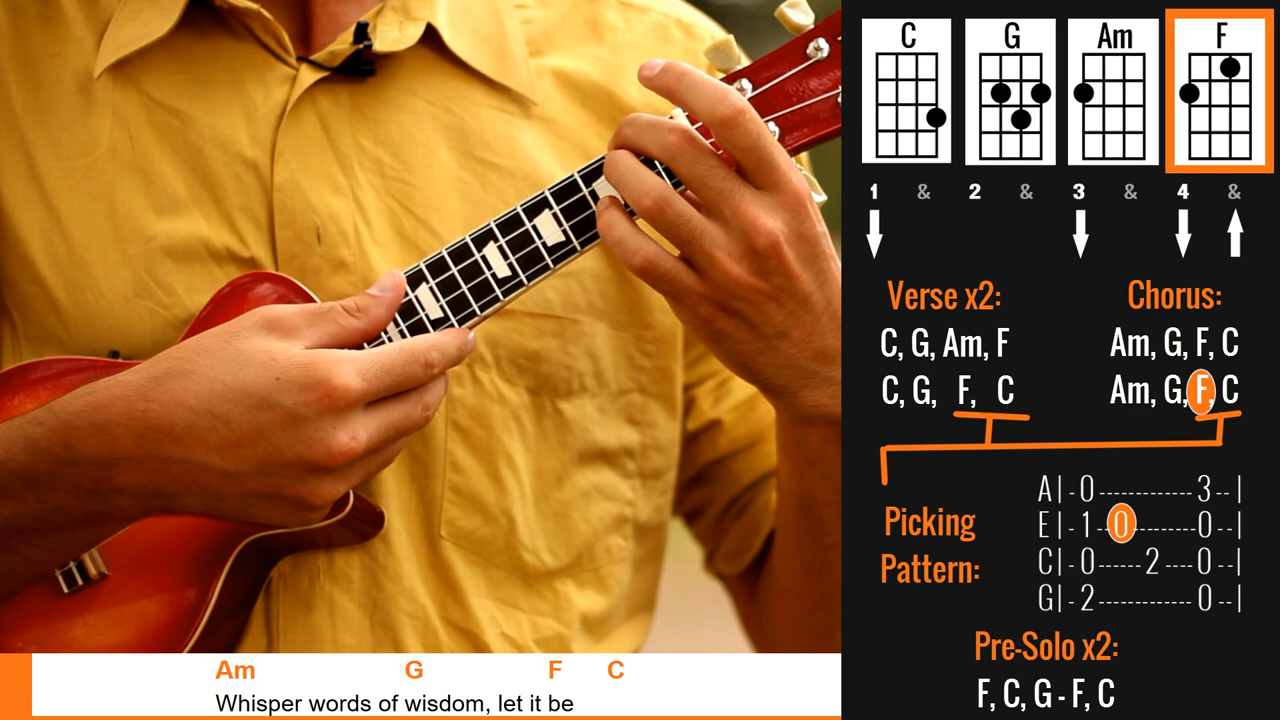 C G Am F
1 & 2 & 3 & 4 &
Verse x2: Chorus:
C, G, Am, F Am, G, F, C
C, G, F, C Am, G, F, C
Picking
Pattern:
A|-0------------3--|
E|-1--0---------0--|
C|-0------2----0--|
G|-2------------0--|
Pre-Solo x2:
F, C, G - F, C
Am G F C
Whisper words of wisdom, let it be